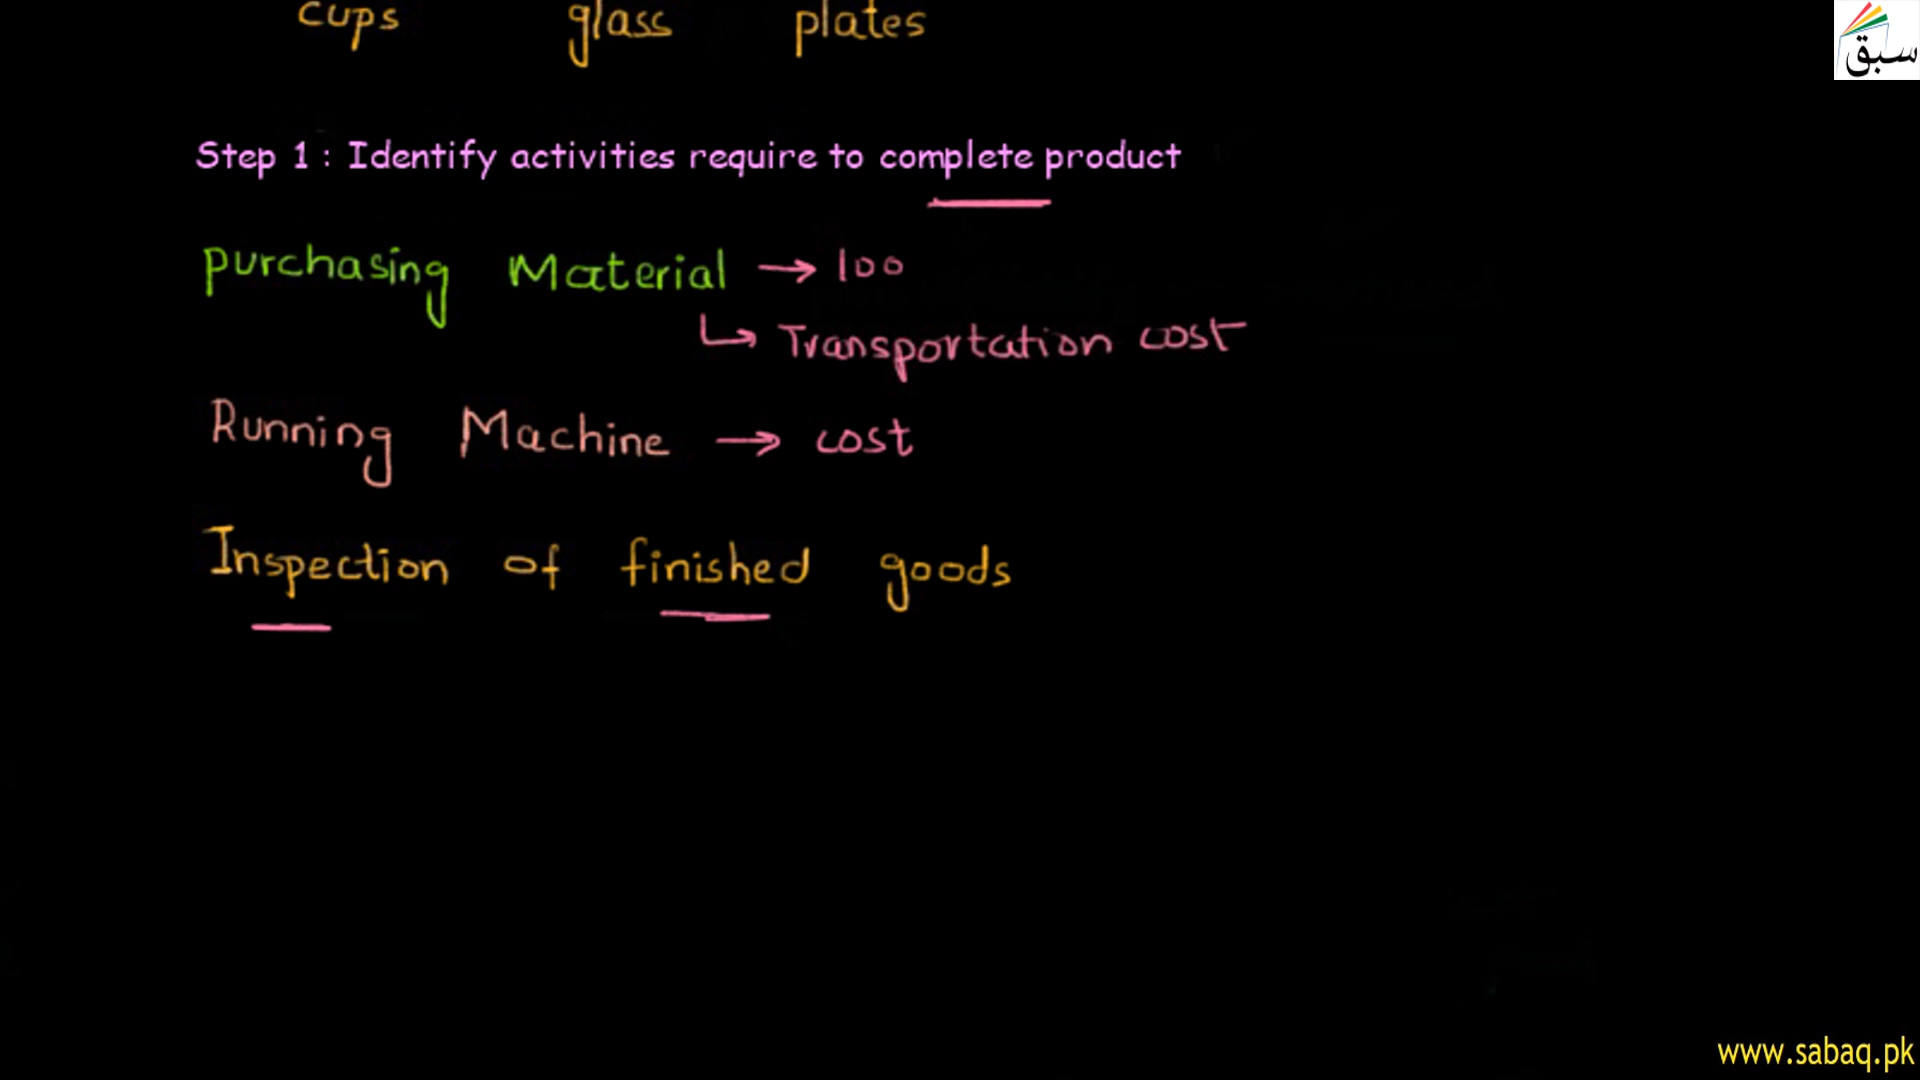 cups glass plates
سبق
Step 1 : Identify activities require to complete product
Purchasing Material → 100
↳ Transportation cost
Running Machine → cost
Inspection of finished goods
www.sabaq.pk